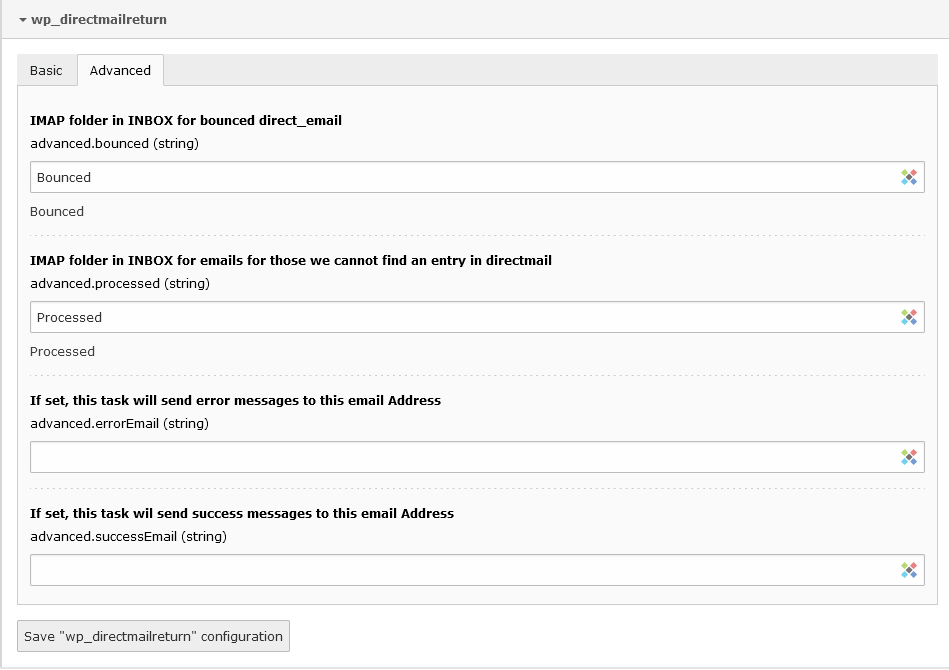 wp_directmailreturn
Basic Advanced
IMAP folder in INBOX for bounced direct_email
advanced.bounced (string)
Bounced
Bounced
IMAP folder in INBOX for emails for those we cannot find an entry in directmail
advanced.processed (string)
Processed
Processed
If set, this task will send error messages to this email Address
advanced.errorEmail (string)
If set, this task wil send success messages to this email Address
advanced.successEmail (string)
Save "wp_directmailreturn" configuration